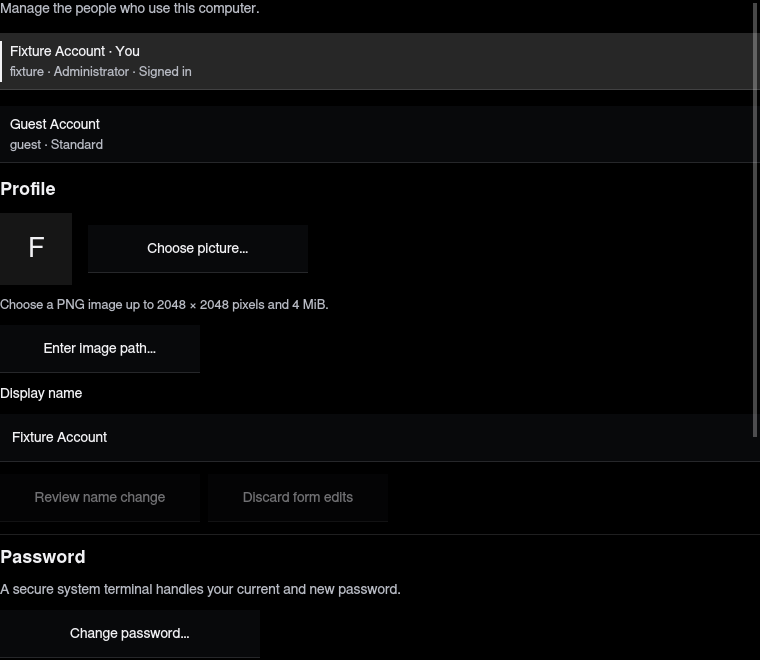 Manage the people who use this computer.
Fixture Account · You
fixture · Administrator · Signed in
Guest Account
guest · Standard
Profile
F
Choose picture...
Choose a PNG image up to 2048 × 2048 pixels and 4 MiB.
Enter image path...
Display name
Fixture Account
Review name change
Discard form edits
Password
A secure system terminal handles your current and new password.
Change password...